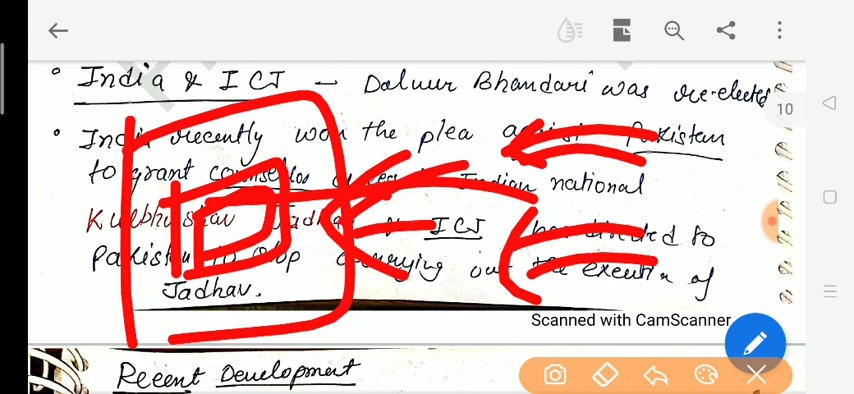 India & ICJ – Dalveer Bhandari was re-elected
10
India recently won the plea against Pakistan
to grant to Indian national
Kulbhushan Jadhav & ICJ has directed to
Pakistan to stop carrying out the execution of
Jadhav.
Scanned with CamScanner
Recent Development